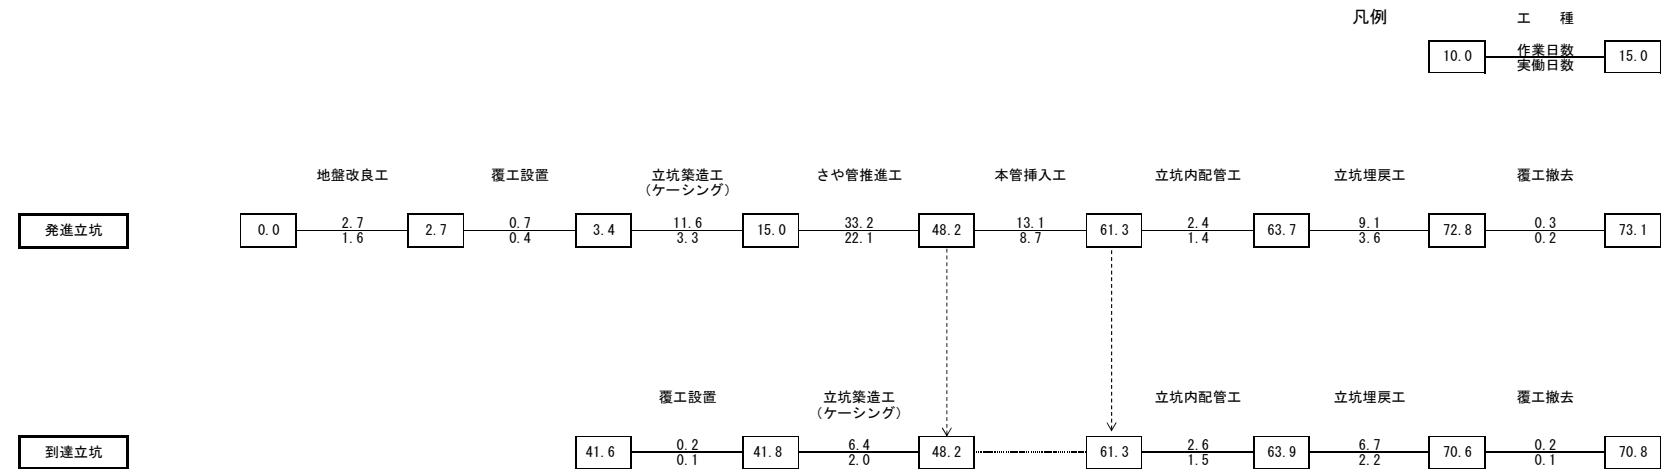 凡例
工　種
10.0
作業日数
実働日数
15.0
地盤改良工
覆工設置
立坑築造工
(ケーシング)
さや管推進工
本管挿入工
立坑内配管工
立坑埋戻工
覆工撤去
発進立坑
0.0
2.7
1.6
2.7
0.7
0.4
3.4
11.6
3.3
15.0
33.2
22.1
48.2
13.1
8.7
61.3
2.4
1.4
63.7
9.1
3.6
72.8
0.3
0.2
73.1
覆工設置
立坑築造工
(ケーシング)
立坑内配管工
立坑埋戻工
覆工撤去
到達立坑
41.6
0.2
0.1
41.8
6.4
2.0
48.2
61.3
2.6
1.5
63.9
6.7
2.2
70.6
0.2
0.1
70.8